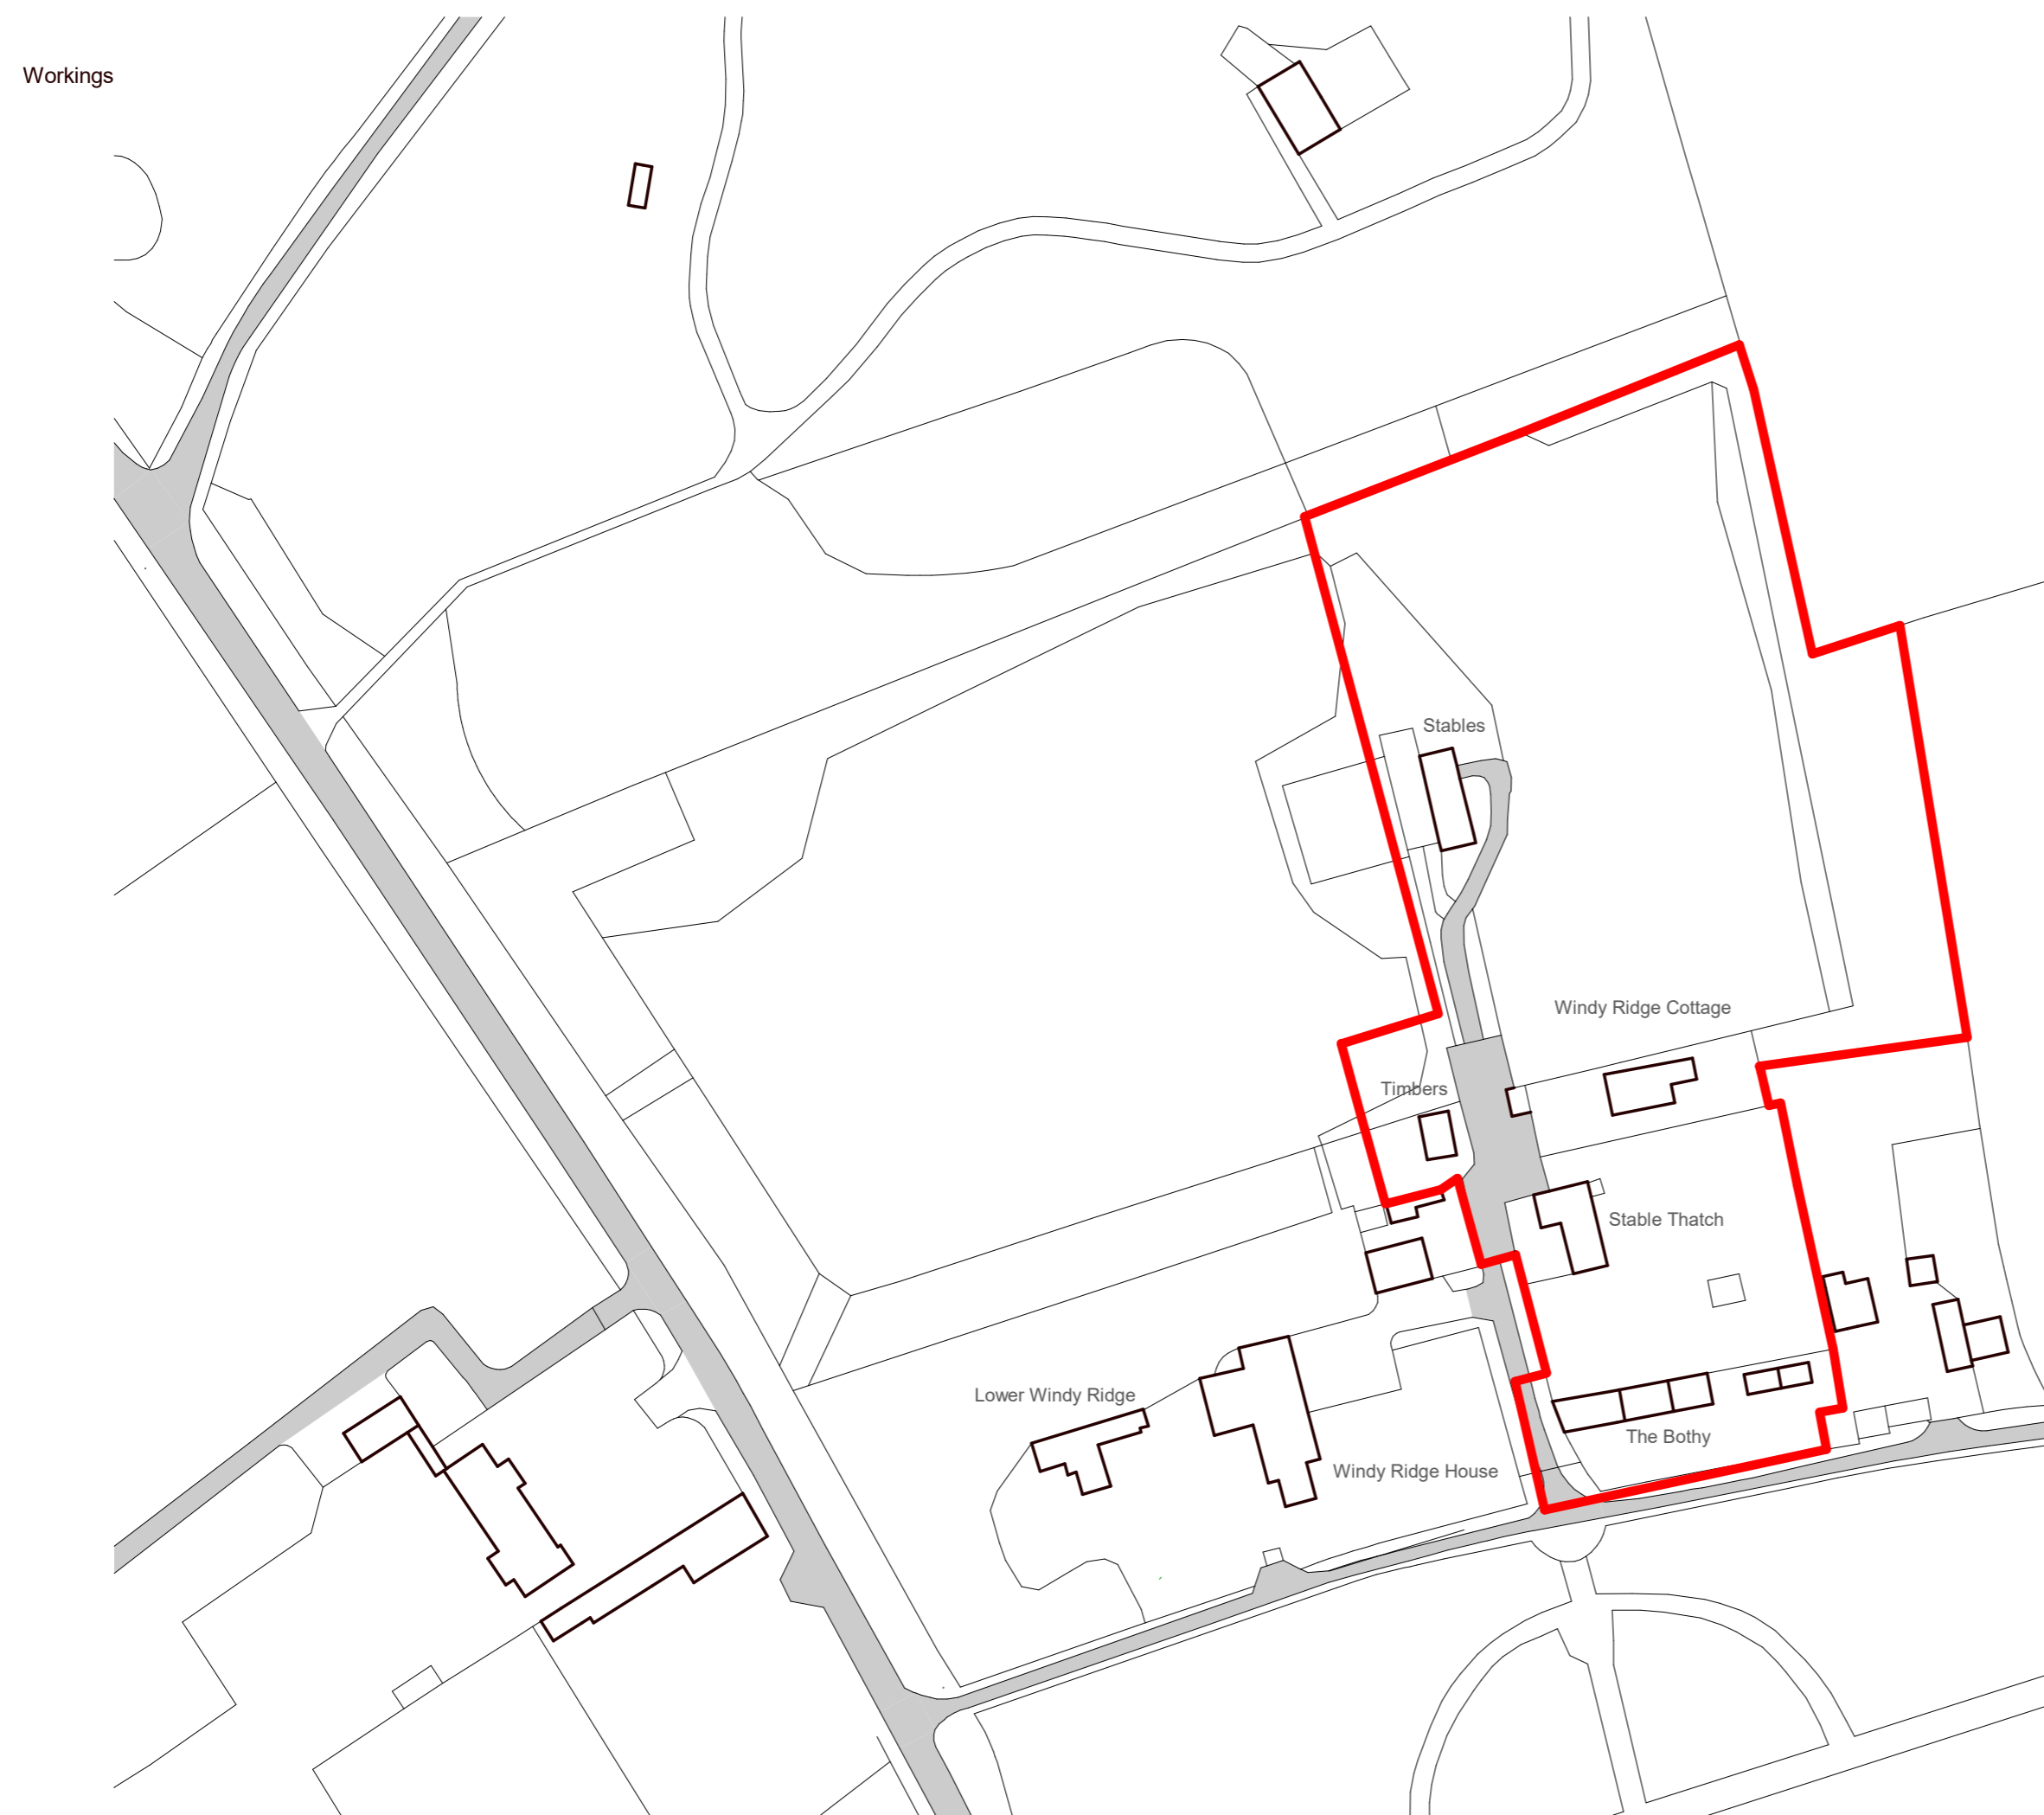 Workings
Stables
Windy Ridge Cottage
Timbers
Stable Thatch
Lower Windy Ridge
The Bothy
Windy Ridge House